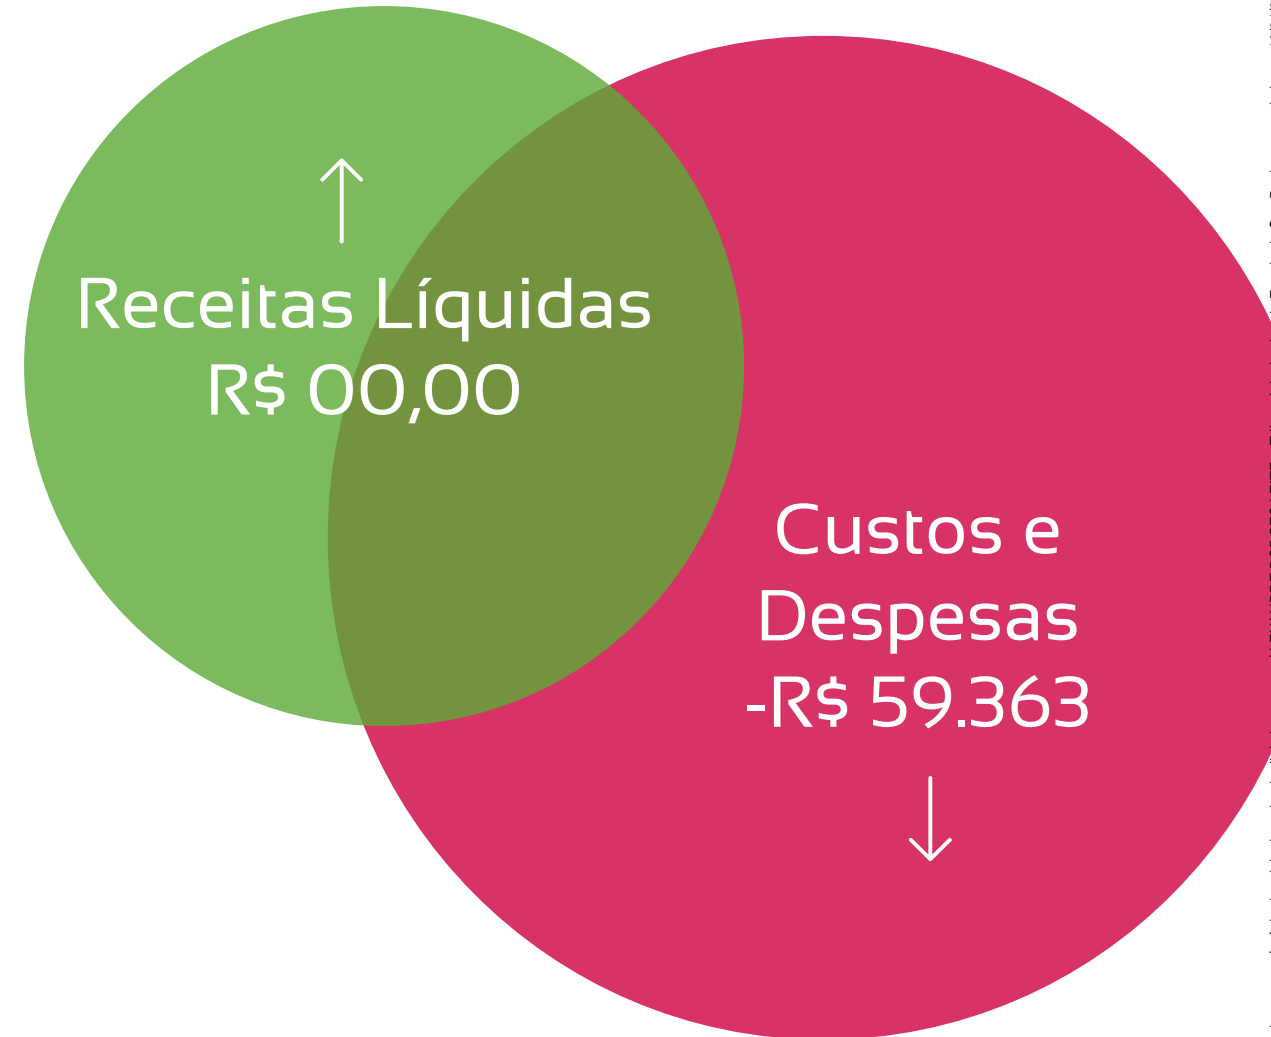 Receitas Líquidas
R$ 00,00
Custos e
Despesas
-R$ 59.363